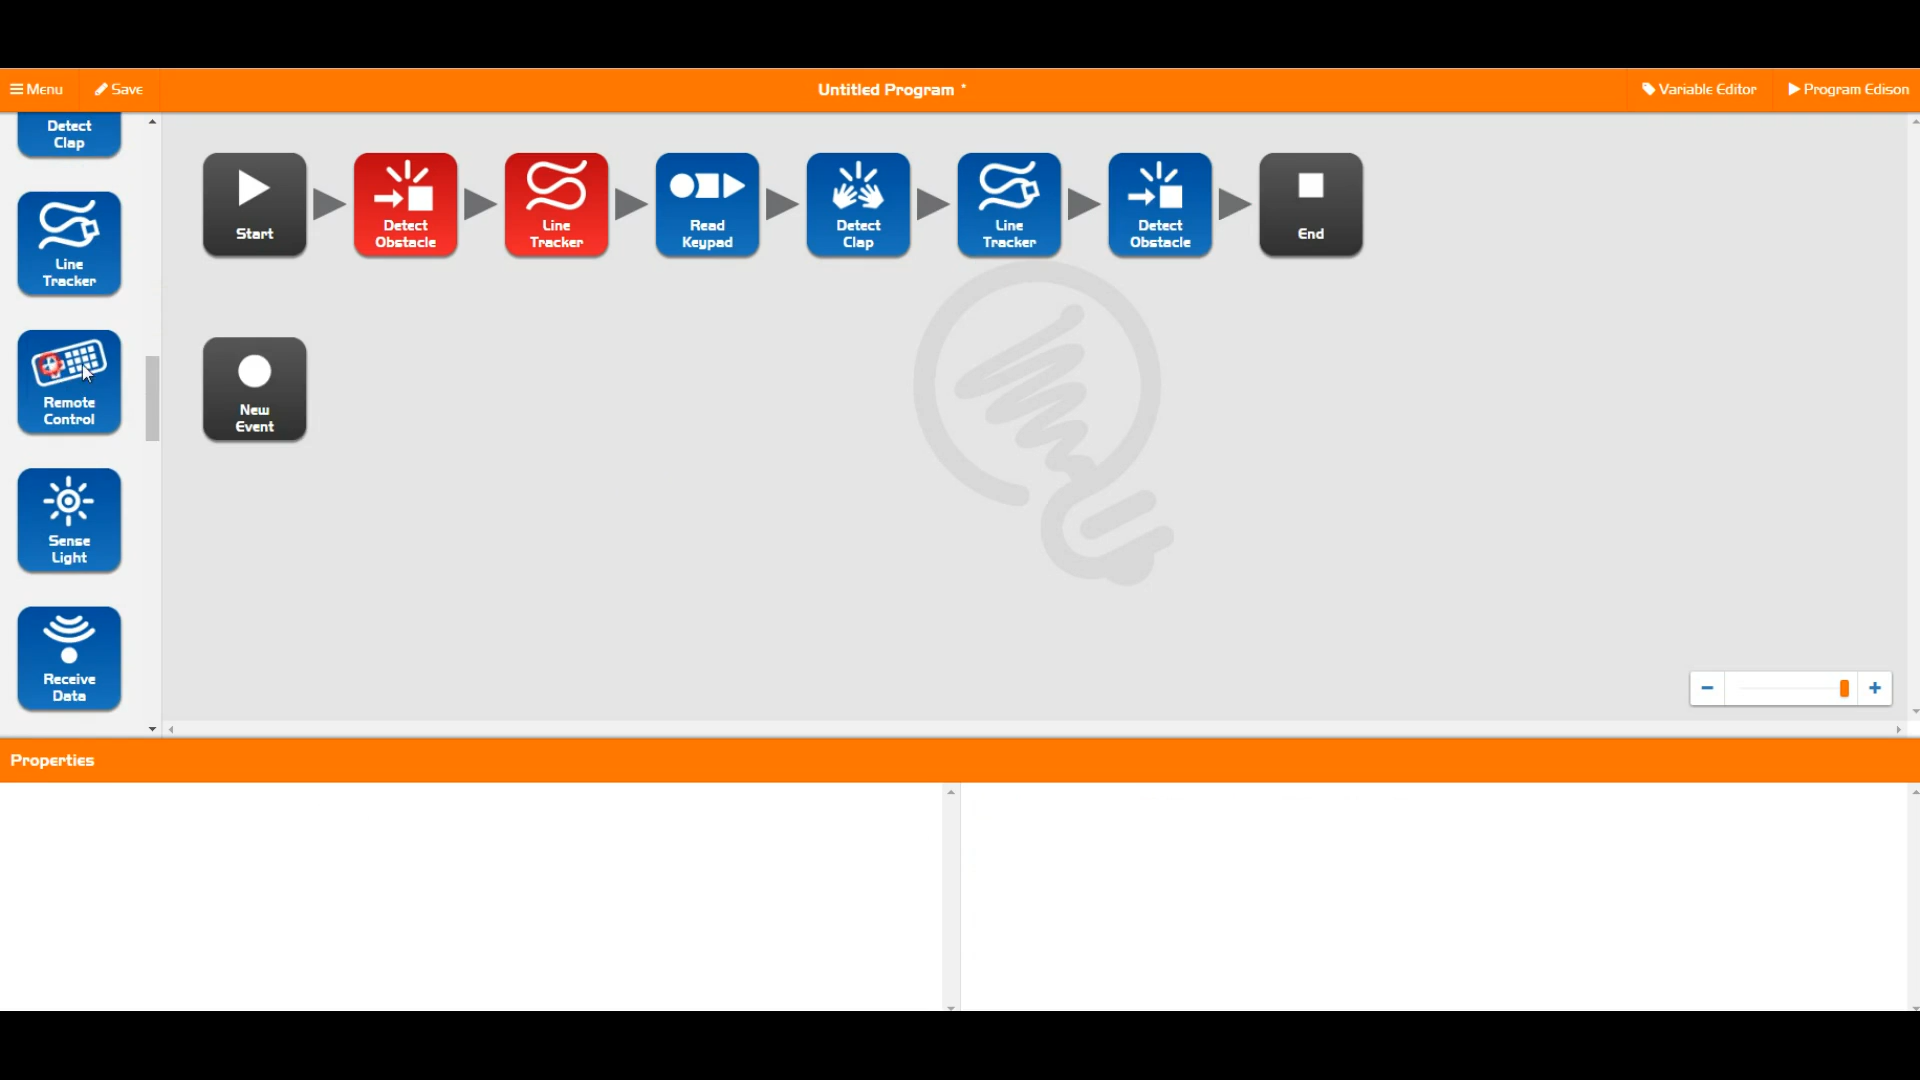 Menu
Save
Untitled Program *
Variable Editor
Program Edison
Detect
Clap
Line
Tracker
Remote
Control
Sense
Light
Receive
Data
Start
Detect
Obstacle
Line
Tracker
Read
Keypad
Detect
Clap
Line
Tracker
Detect
Obstacle
End
New
Event
Properties